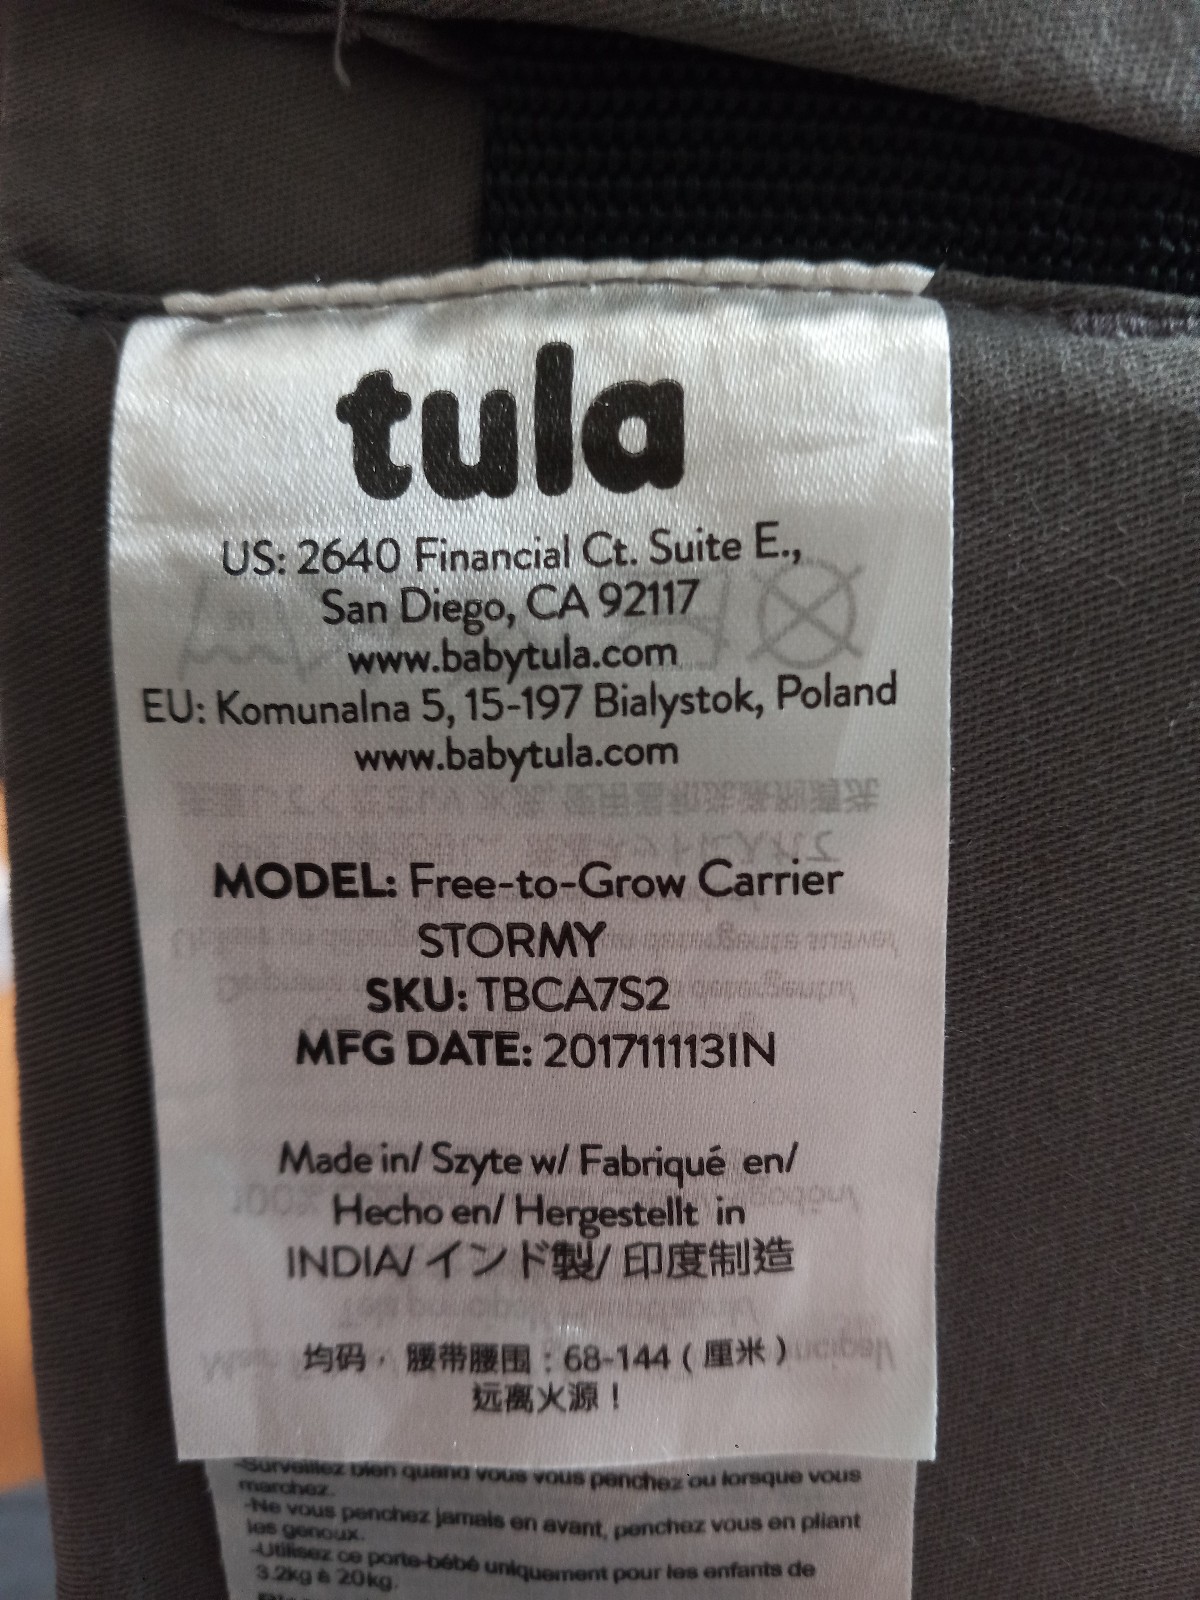 tula
US: 2640 Financial Ct. Suite E.,
San Diego, CA 92117
www.babytula.com
EU: Komunalna 5, 15-197 Bialystok, Poland
www.babytula.com
MODEL: Free-to-Grow Carrier
STORMY
SKU: TBCA7S2
MFG DATE: 201711113IN
Made in/ Szyte w/ Fabriqué en/
Hecho en/ Hergestellt in
INDIA/ インド製/ 印度制造
均码， 腰带腰围：68-144（厘米）
远离火源！
-Surveillez bien quand vous vous penchez ou lorsque vous
marchez.
-Ne vous penchez jamais en avant, penchez vous en pliant
les genoux.
-Utilisez ce porte-bébé uniquement pour les enfants de
3.2kg à 20kg.